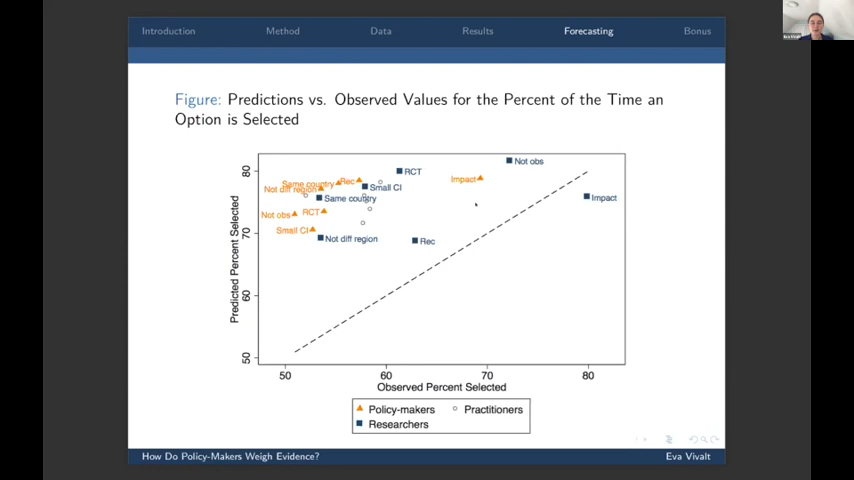 Introduction Method Data Results Forecasting Bonus
Eva Vivalt
Figure: Predictions vs. Observed Values for the Percent of the Time an
Option is Selected
Predicted Percent Selected
80
70
60
50
Not obs
RCT
Impact
Same country
Rec
Not diff region
Small CI
Same country
Impact
Not obs
RCT
Small CI
Not diff region
Rec
50 60 70 80
Observed Percent Selected
Policy-makers Practitioners
Researchers
How Do Policy-Makers Weigh Evidence? Eva Vivalt